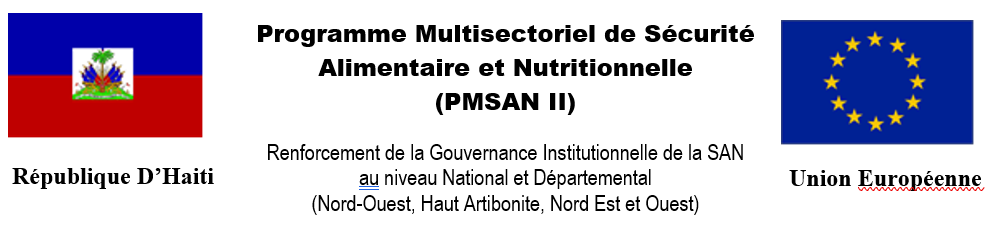 Programme Multisectoriel de Sécurité
Alimentaire et Nutritionnelle
(PMSAN II)
Renforcement de la Gouvernance Institutionnelle de la SAN
au niveau National et Départemental
(Nord-Ouest, Haut Artibonite, Nord Est et Ouest)
République D’Haiti
Union Européenne